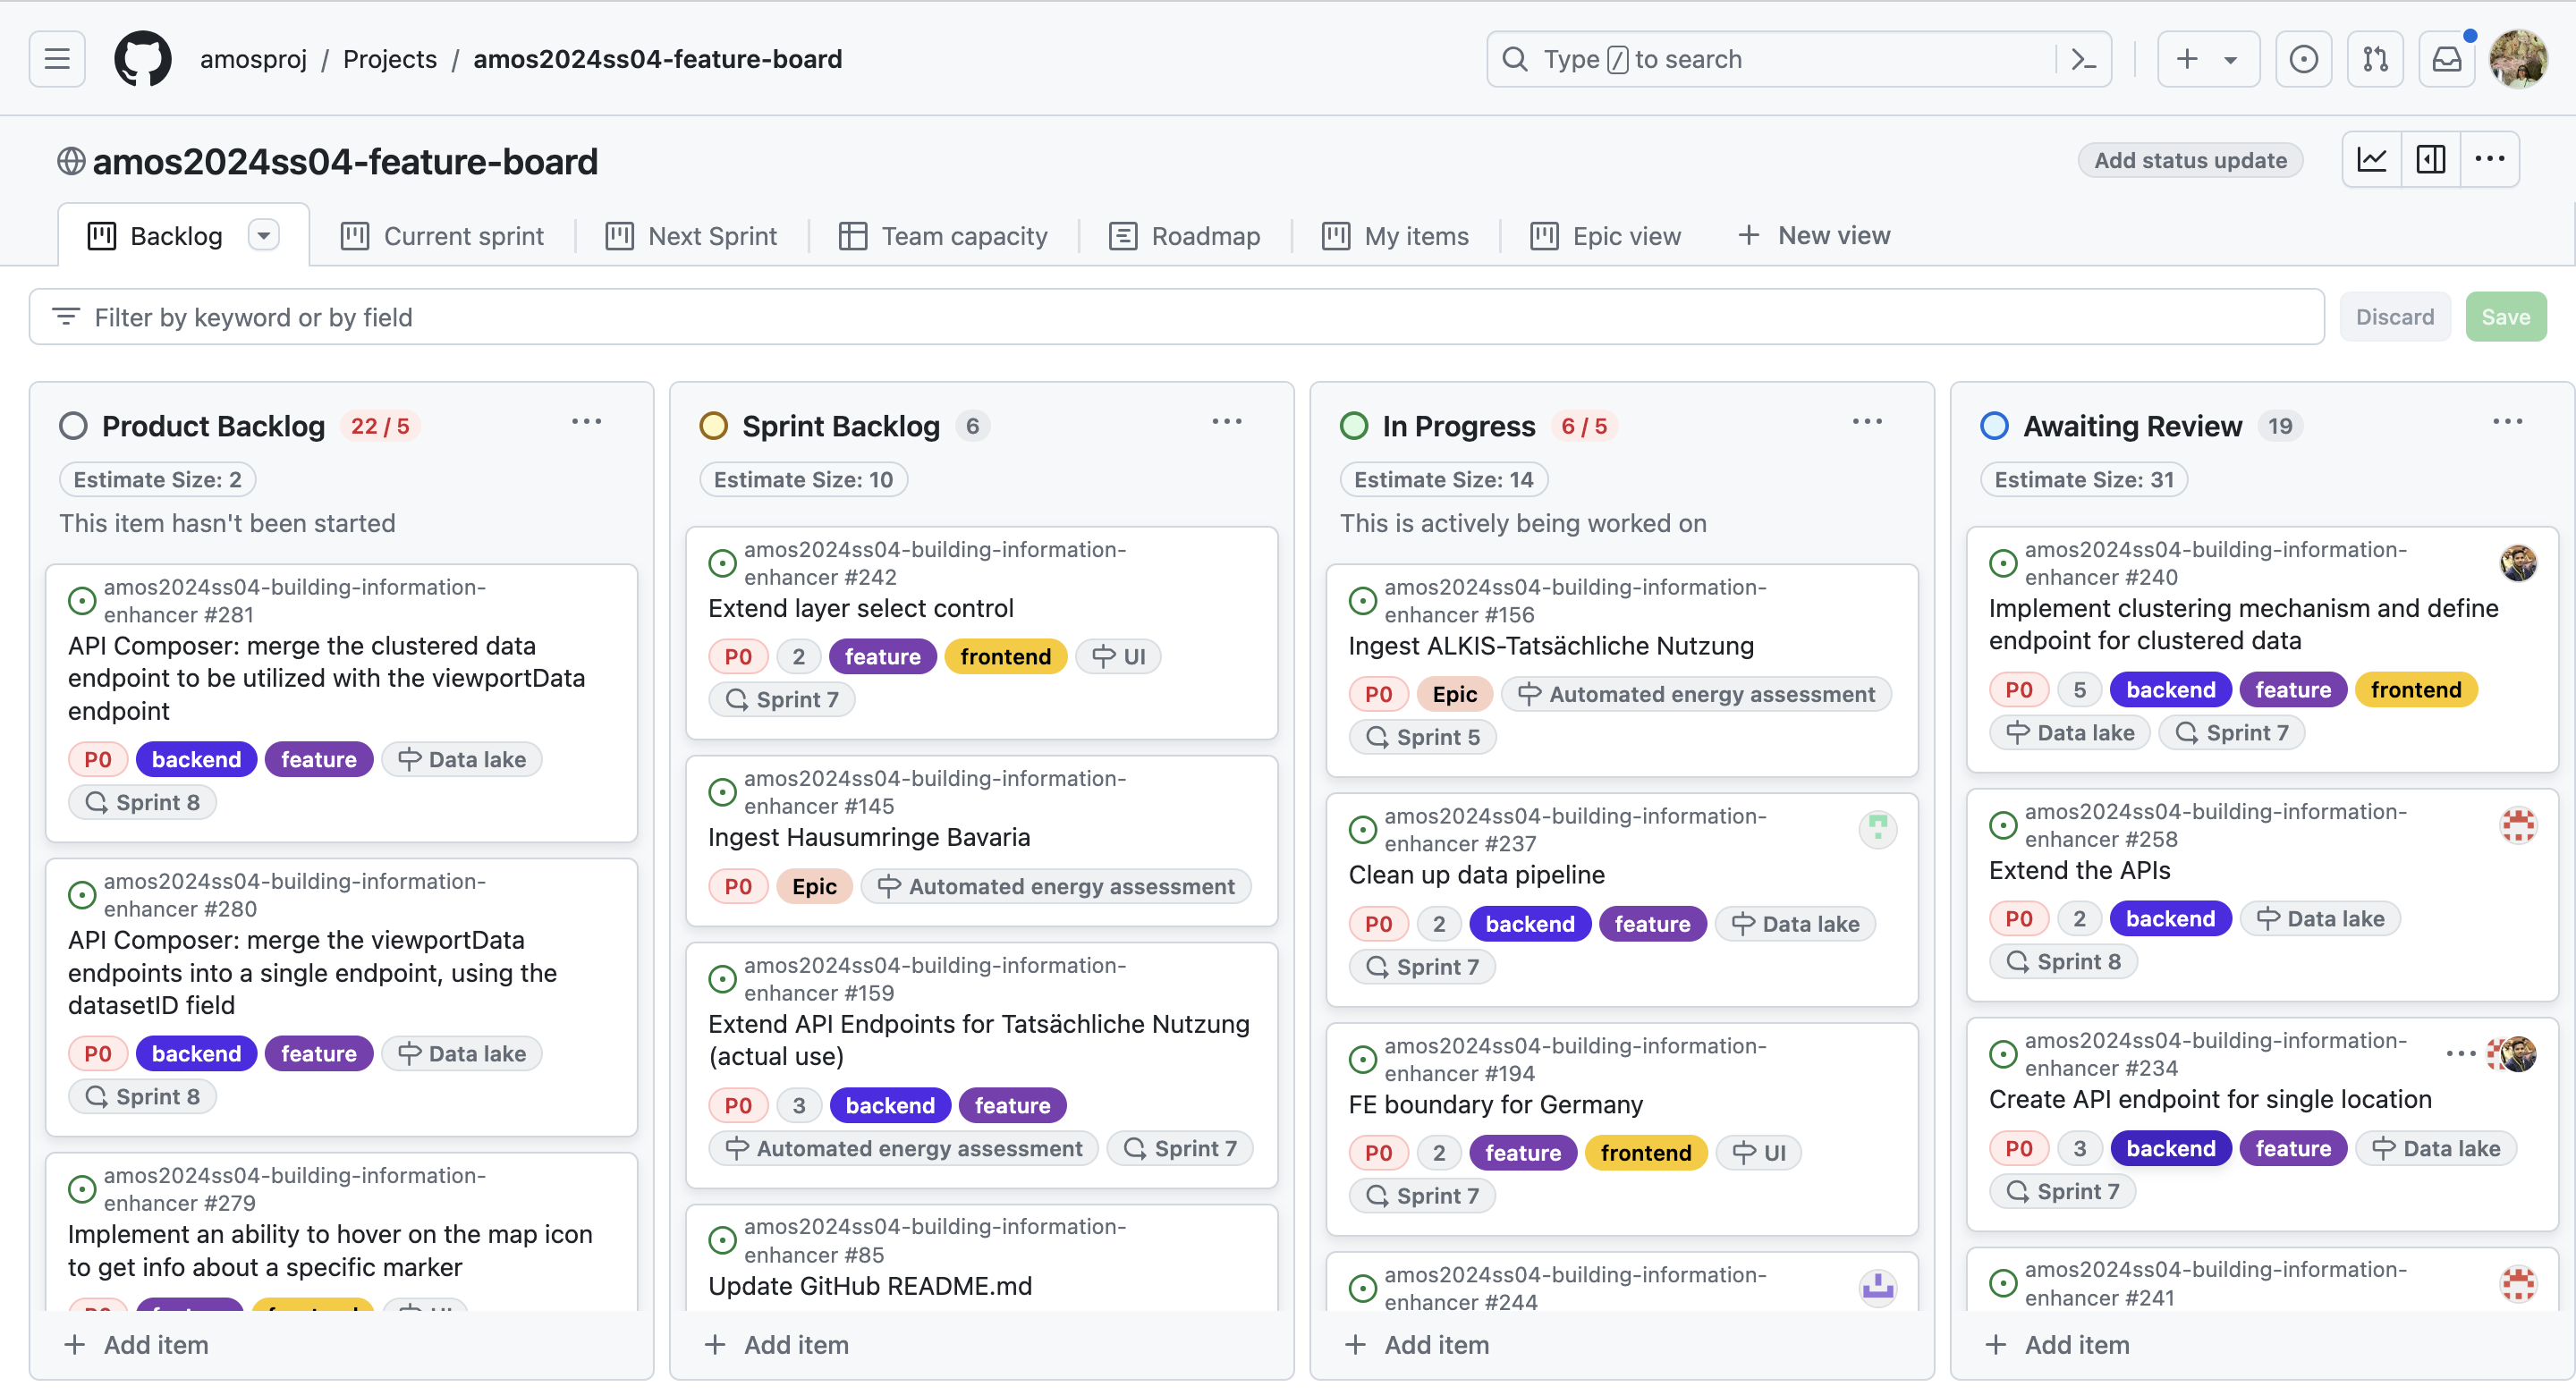 amosproj / Projects / amos2024ss04-feature-board
Type / to search
amos2024ss04-feature-board
Add status update
Backlog
Current sprint
Next Sprint
Team capacity
Roadmap
My items
Epic view
New view
Filter by keyword or by field
Discard
Save
Product Backlog 22 / 5
Estimate Size: 2
This item hasn't been started
amos2024ss04-building-information-
enhancer #281
API Composer: merge the clustered data
endpoint to be utilized with the viewportData
endpoint
P0 backend feature Data lake
Sprint 8
amos2024ss04-building-information-
enhancer #280
API Composer: merge the viewportData
endpoints into a single endpoint, using the
datasetID field
P0 backend feature Data lake
Sprint 8
amos2024ss04-building-information-
enhancer #279
Implement an ability to hover on the map icon
to get info about a specific marker
P0 feature frontend UI
Add item
Sprint Backlog 6
Estimate Size: 10
amos2024ss04-building-information-
enhancer #242
Extend layer select control
P0 2 feature frontend UI
Sprint 7
amos2024ss04-building-information-
enhancer #145
Ingest Hausumringe Bavaria
P0 Epic Automated energy assessment
amos2024ss04-building-information-
enhancer #159
Extend API Endpoints for Tatsächliche Nutzung
(actual use)
P0 3 backend feature
Automated energy assessment Sprint 7
amos2024ss04-building-information-
enhancer #85
Update GitHub README.md
Add item
In Progress 6 / 5
Estimate Size: 14
This is actively being worked on
amos2024ss04-building-information-
enhancer #156
Ingest ALKIS-Tatsächliche Nutzung
P0 Epic Automated energy assessment
Sprint 5
amos2024ss04-building-information-
enhancer #237
Clean up data pipeline
P0 2 backend feature Data lake
Sprint 7
amos2024ss04-building-information-
enhancer #194
FE boundary for Germany
P0 2 feature frontend UI
Sprint 7
amos2024ss04-building-information-
enhancer #244
Add item
Awaiting Review 19
Estimate Size: 31
amos2024ss04-building-information-
enhancer #240
Implement clustering mechanism and define
endpoint for clustered data
P0 5 backend feature frontend
Data lake Sprint 7
amos2024ss04-building-information-
enhancer #258
Extend the APIs
P0 2 backend Data lake
Sprint 8
amos2024ss04-building-information-
enhancer #234
Create API endpoint for single location
P0 3 backend feature Data lake
Sprint 7
amos2024ss04-building-information-
enhancer #241
Add item